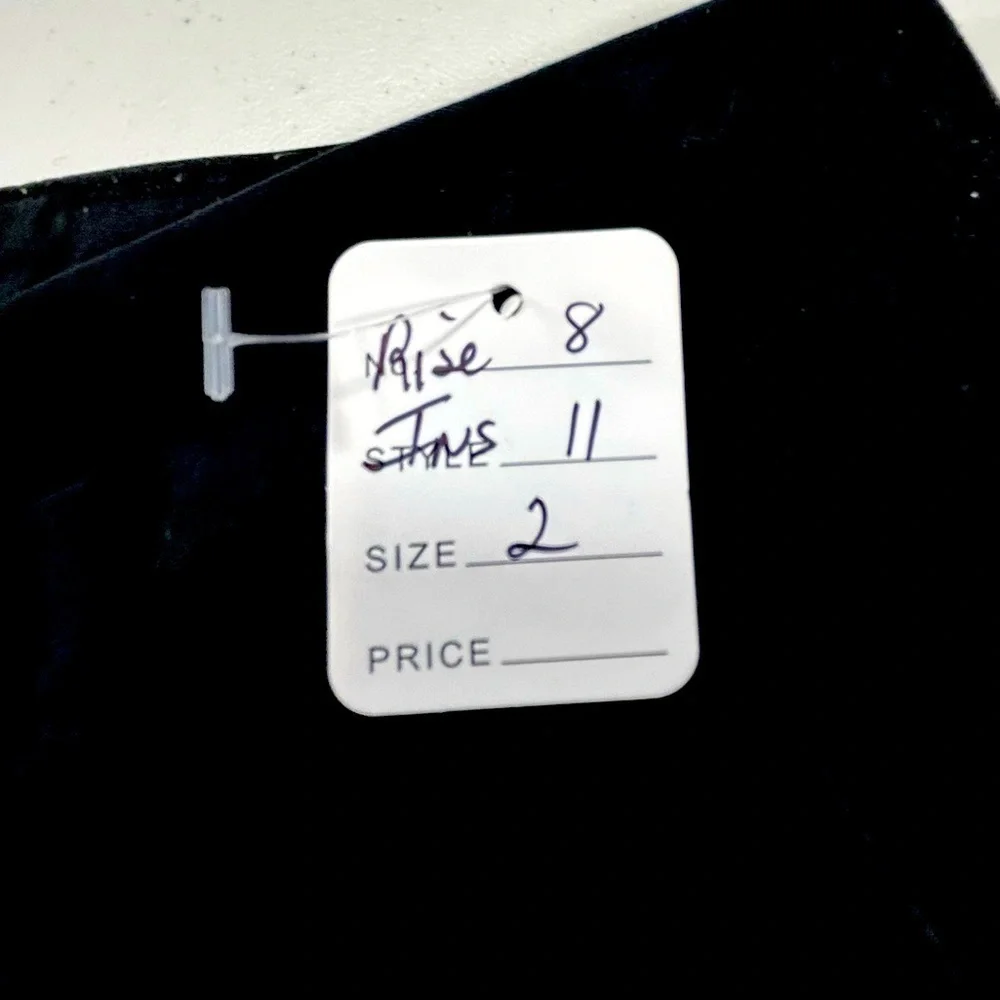 Rise 8
Ins 11
SIZE 2
PRICE